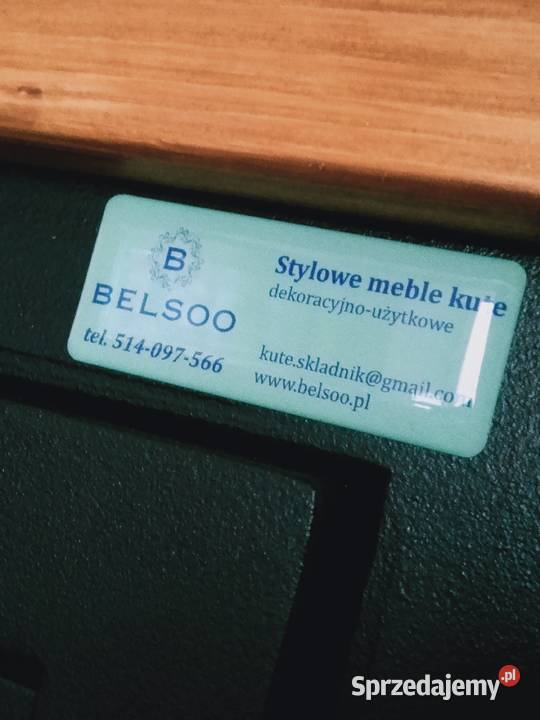 B
BELSOO
tel. 514-097-566
Stylowe meble kute
dekoracyjno-użytkowe
kute.skladnik@gmail.com
www.belsoo.pl
Sprzedajemy.pl